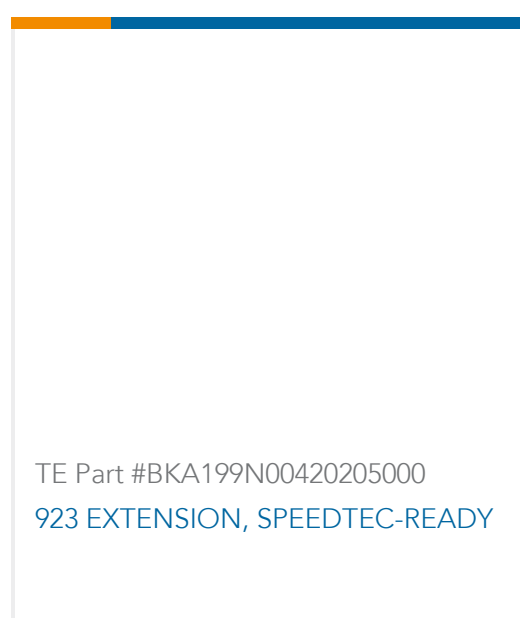 TE Part #BKA199N00420205000
923 EXTENSION, SPEEDTEC-READY